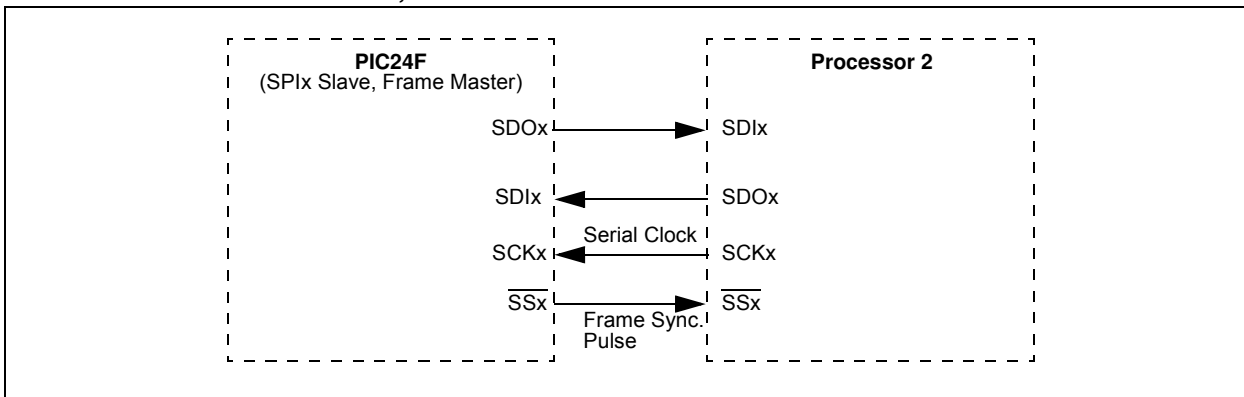 PIC24F
(SPIx Slave, Frame Master)
Processor 2
SDOx
SDIx
SDIx
SDOx
Serial Clock
SCKx
SCKx
SSx
SSx
Frame Sync.
Pulse